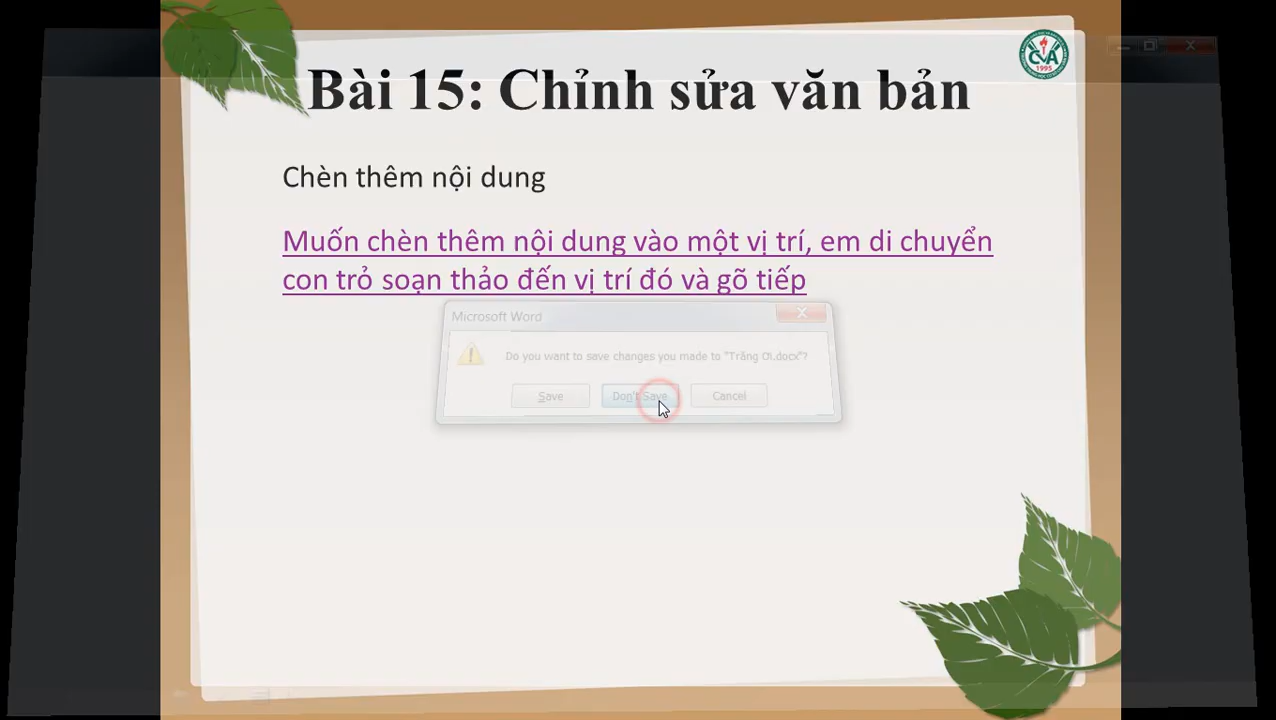 CVA
1995
Bài 15: Chỉnh sửa văn bản
Chèn thêm nội dung
Muốn chèn thêm nội dung vào một vị trí, em di chuyển
con trỏ soạn thảo đến vị trí đó và gõ tiếp
Microsoft Word
Do you want to save changes you made to "Trăng Ơi.docx"?
Save Don't Save Cancel